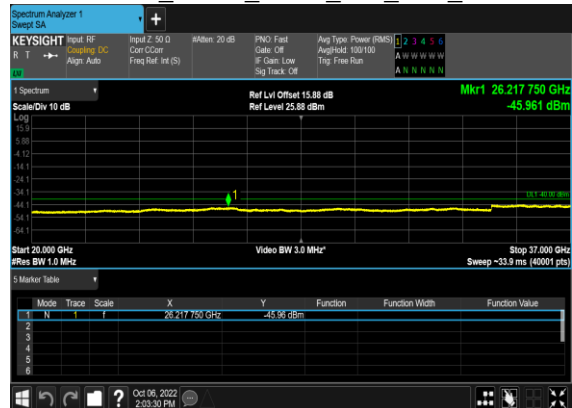 Spectrum Analyzer 1
Swept SA
+
KEYSIGHT Input: RF Input Z: 50 Ω #Atten: 20 dB PNO: Fast Avg Type: Power (RMS) 1 2 3 4 5 6
R T Coupling: DC Corr CCorr Gate: Off Avg|Hold: 100/100 A W W W W W
Align: Auto Freq Ref: Int (S) IF Gain: Low Trig: Free Run
Sig Track: Off A N N N N N
1 Spectrum Ref Lvl Offset 15.88 dB Mkr1 26.217 750 GHz
Scale/Div 10 dB Ref Level 25.88 dBm -45.961 dBm
Log
15.9
5.88
-4.12
-14.1
-24.1
-34.1 1 DL1 -40.00 dBm
-44.1
-54.1
-64.1
Start 20.000 GHz Video BW 3.0 MHz* Stop 37.000 GHz
#Res BW 1.0 MHz Sweep ~33.9 ms (40001 pts)
5 Marker Table
Mode Trace Scale X Y Function Function Width Function Value
1 N 1 f 26.217 750 GHz -45.96 dBm
2
3
4
5
6
? Oct 06, 2022
2:03:30 PM